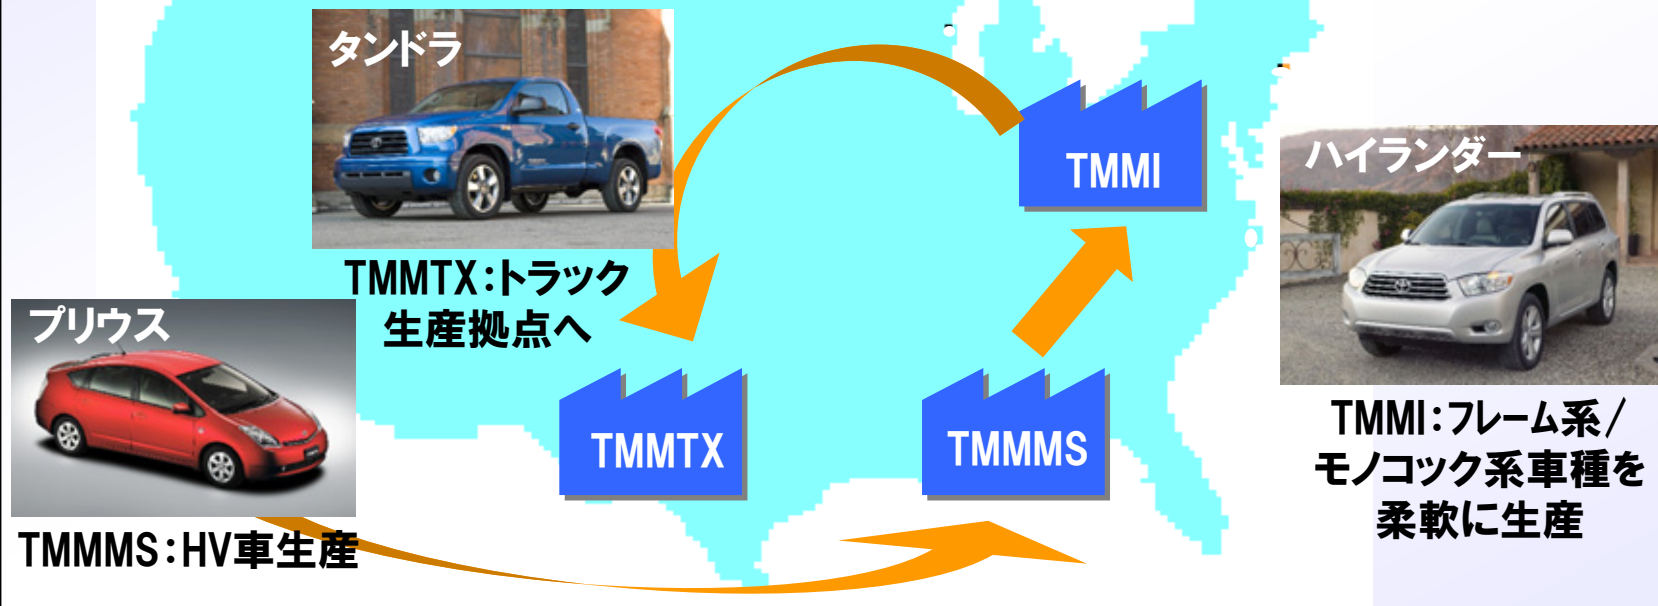 タンドラ
TMMTX：トラック
生産拠点へ
プリウス
TMMMS：HV車生産
TMMTX
TMMMS
TMMI
ハイランダー
TMMI：フレーム系/
モノコック系車種を
柔軟に生産